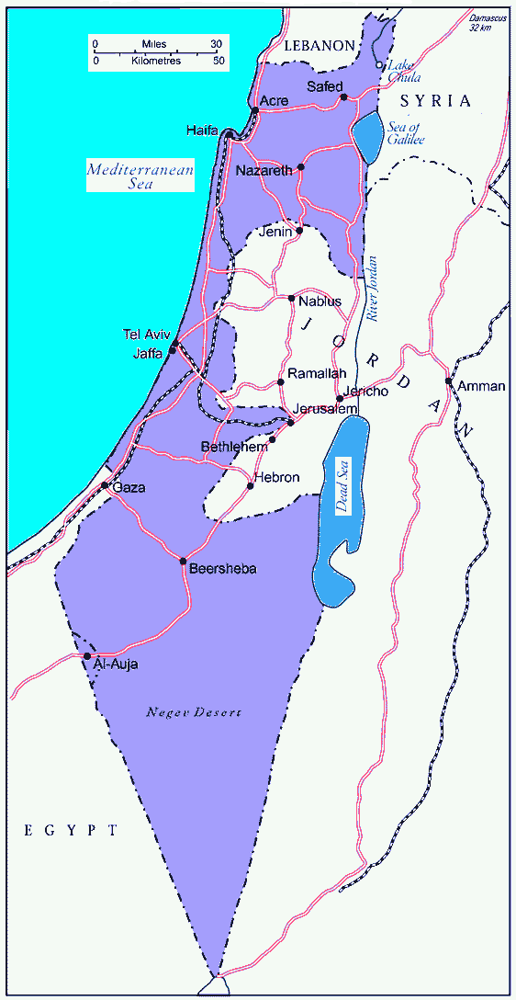 Damascus
32 km
0 Miles 30
0 Kilometres 50
LEBANON
Lake
Chula
Safed
SYRIA
Acre
Haifa
Sea of
Galilee
Mediterranean
Sea
Nazareth
Jenin
River Jordan
Nablus
JORDAN
Tel Aviv
Jaffa
Ramallah
Jericho
Amman
Jerusalem
Bethlehem
Hebron
Dead Sea
Gaza
Beersheba
Al-Auja
Negev Desert
EGYPT